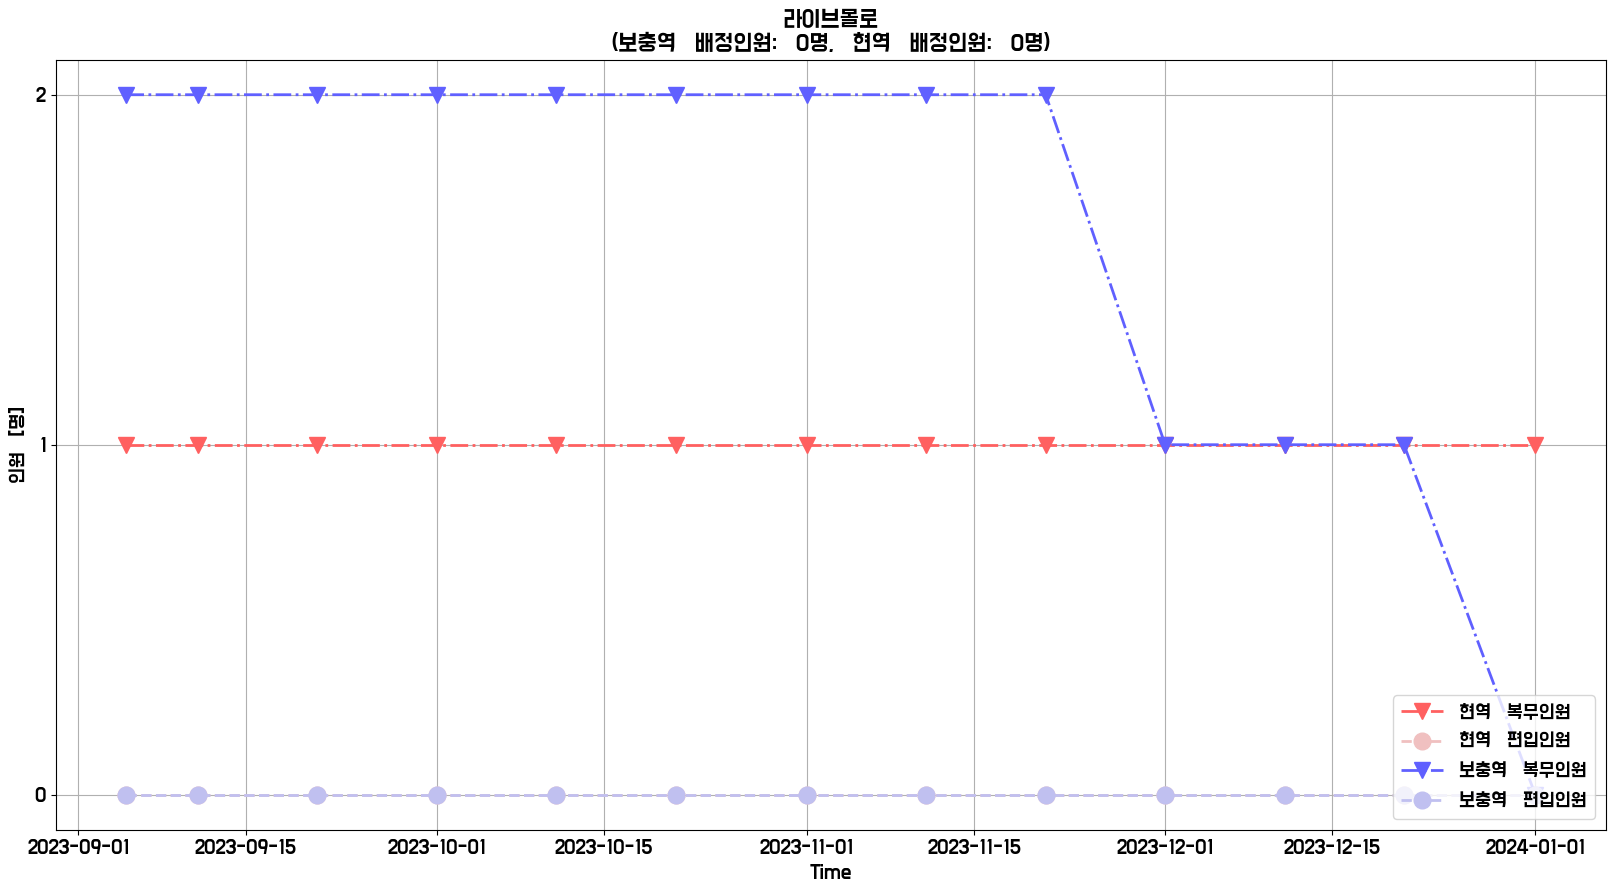 라이브몰로
(보충역 배정인원: 0명, 현역 배정인원: 0명)
2
1
0
인원 [명]
2023-09-01 2023-09-15 2023-10-01 2023-10-15 2023-11-01 2023-11-15 2023-12-01 2023-12-15 2024-01-01
Time
현역 복무인원
현역 편입인원
보충역 복무인원
보충역 편입인원